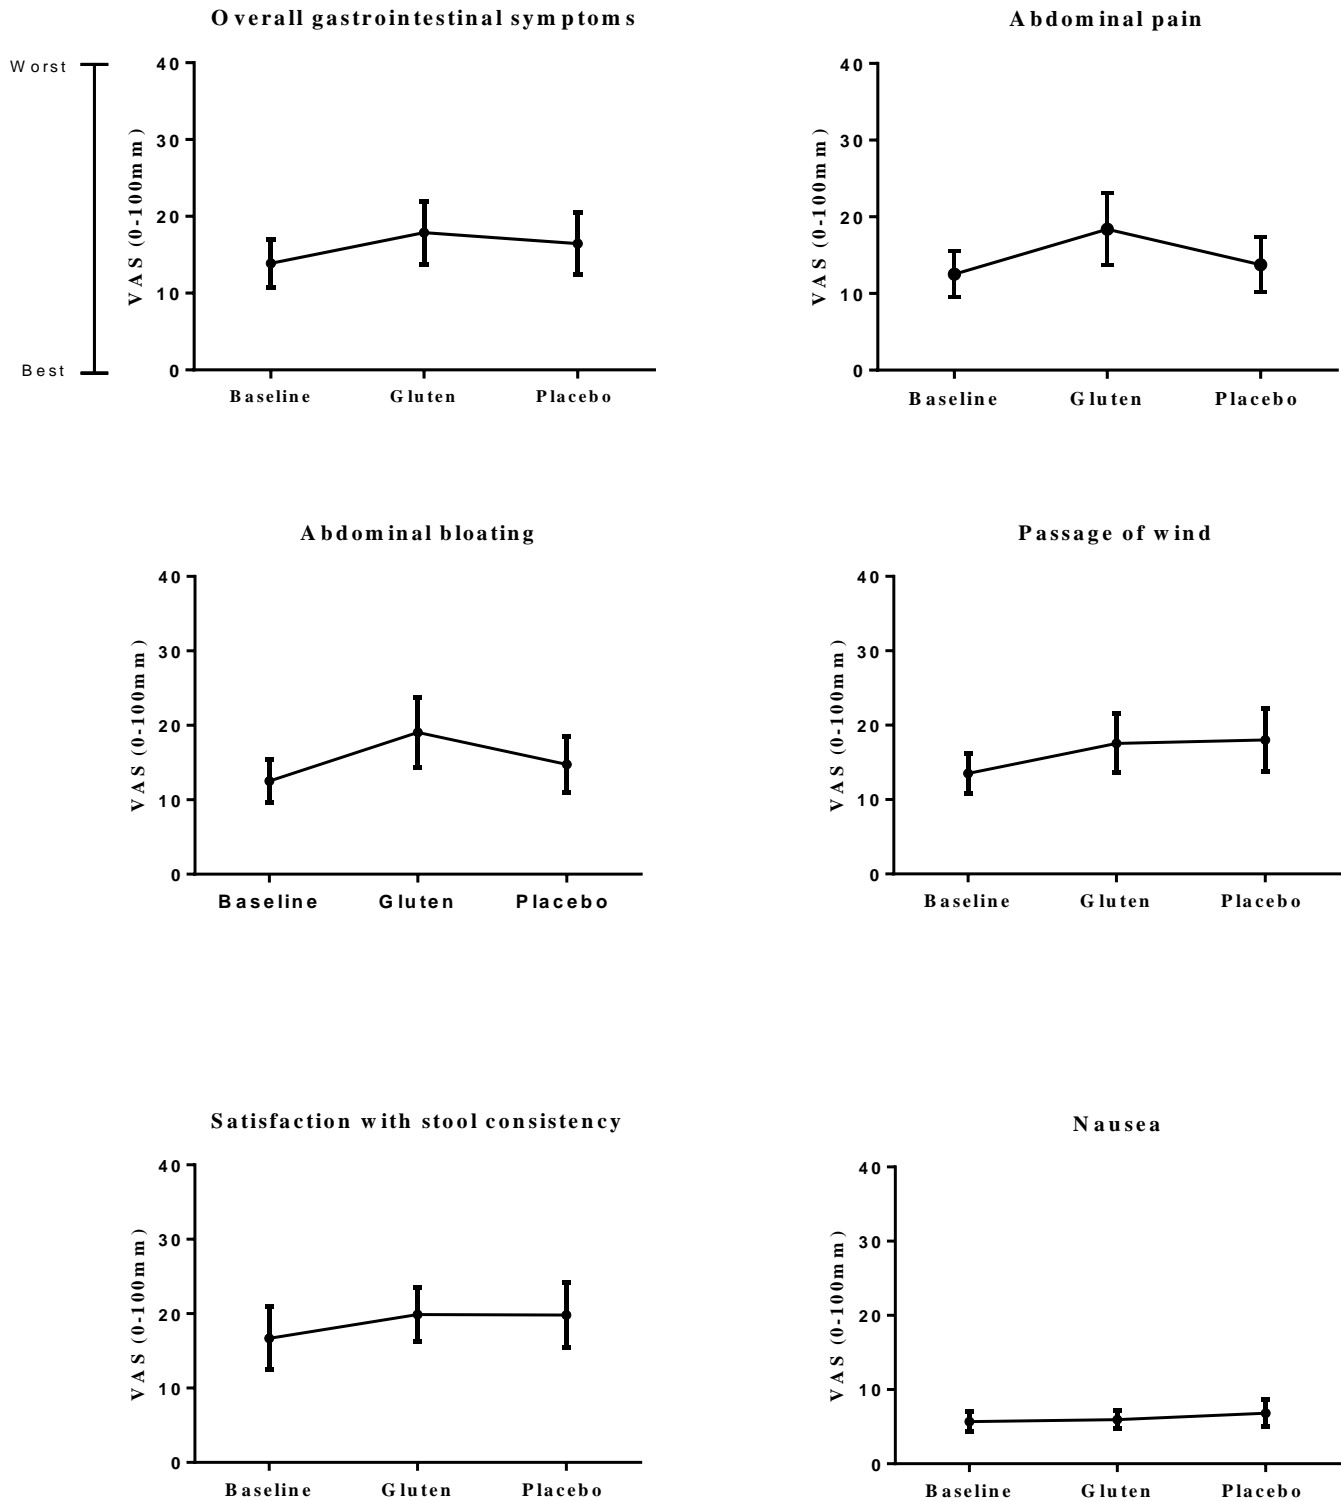 Overall gastrointestinal symptoms
Worst
Best
VAS (0-100mm)
40
30
20
10
0
Baseline Gluten Placebo
Abdominal pain
VAS (0-100mm)
40
30
20
10
0
Baseline Gluten Placebo
Abdominal bloating
VAS (0-100mm)
40
30
20
10
0
Baseline Gluten Placebo
Passage of wind
VAS (0-100mm)
40
30
20
10
0
Baseline Gluten Placebo
Satisfaction with stool consistency
VAS (0-100mm)
40
30
20
10
0
Baseline Gluten Placebo
Nausea
VAS (0-100mm)
40
30
20
10
0
Baseline Gluten Placebo